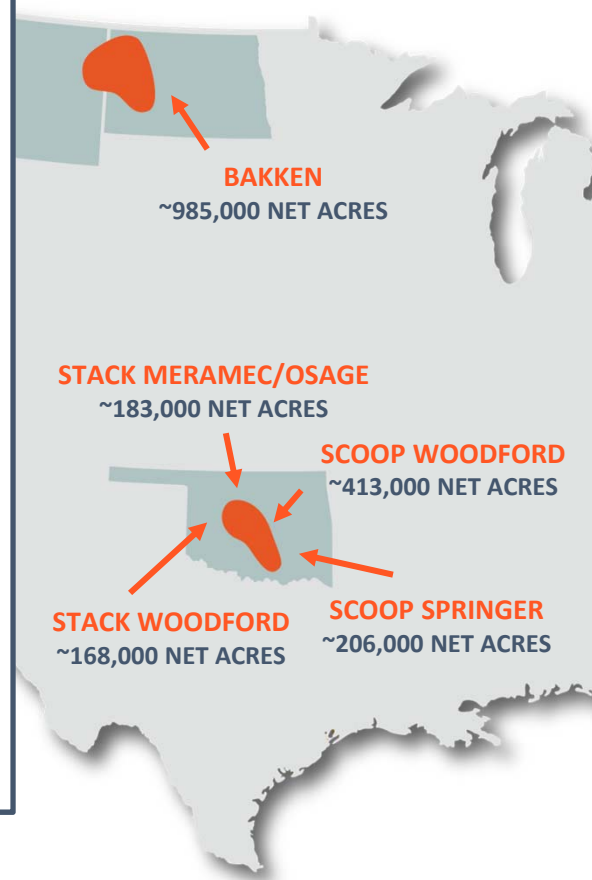 BAKKEN
~985,000 NET ACRES
STACK MERAMEC/OSAGE
~183,000 NET ACRES
SCOOP WOODFORD
~413,000 NET ACRES
STACK WOODFORD
~168,000 NET ACRES
SCOOP SPRINGER
~206,000 NET ACRES